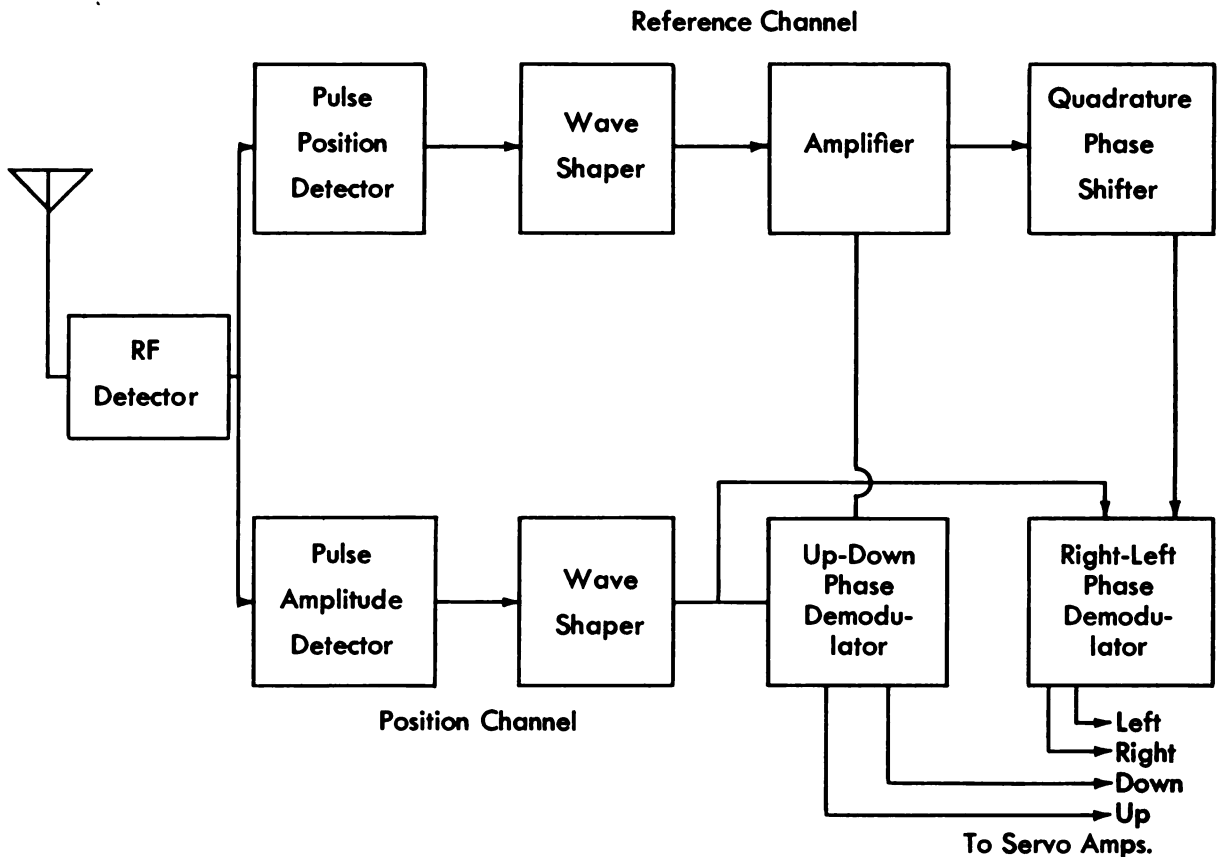 Reference Channel
Pulse
Position
Detector
Wave
Shaper
Amplifier
Quadrature
Phase
Shifter
RF
Detector
Pulse
Amplitude
Detector
Wave
Shaper
Up-Down
Phase
Demodu-
lator
Right-Left
Phase
Demodu-
lator
Position Channel
Left
Right
Down
Up
To Servo Amps.